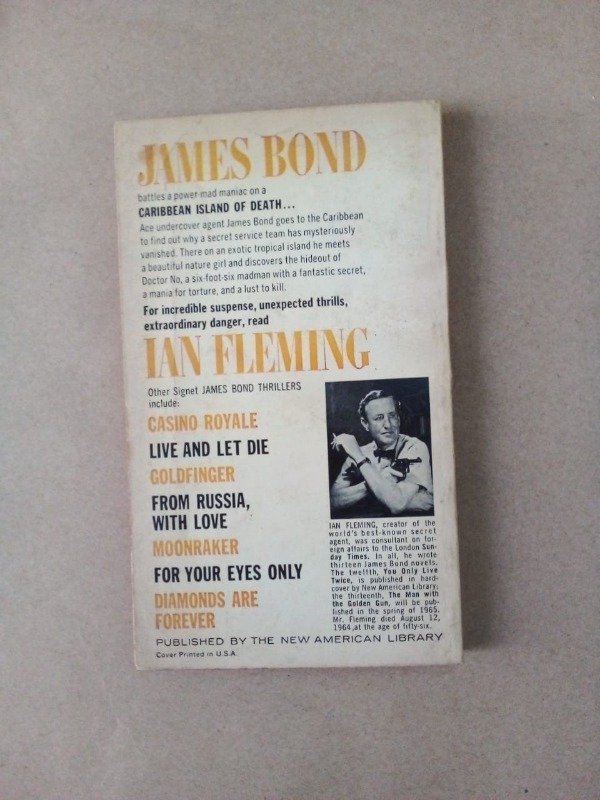 JAMES BOND
battles a power-mad maniac on a
CARIBBEAN ISLAND OF DEATH...
Ace undercover agent James Bond goes to the Caribbean
to find out why a secret service team has mysteriously
vanished. There on an exotic tropical island he meets
a beautiful nature girl and discovers the hideout of
Doctor No, a six-foot-six madman with a fantastic secret,
a mania for torture, and a lust to kill.
For incredible suspense, unexpected thrills,
extraordinary danger, read
IAN FLEMING
Other Signet JAMES BOND THRILLERS
include:
CASINO ROYALE
LIVE AND LET DIE
GOLDFINGER
FROM RUSSIA,
WITH LOVE
MOONRAKER
FOR YOUR EYES ONLY
DIAMONDS ARE
FOREVER
IAN FLEMING, creator of the
world's best-known secret
agent, was consultant on for-
eign affairs to the London Sun-
day Times. In all, he wrote
thirteen James Bond novels.
The twelfth, You Only Live
Twice, is published in hard-
cover by New American Library;
the thirteenth, The Man with
the Golden Gun, will be pub-
lished in the spring of 1965.
Mr. Fleming died August 12,
1964, at the age of fifty-six.
PUBLISHED BY THE NEW AMERICAN LIBRARY
Cover Printed in U.S.A.